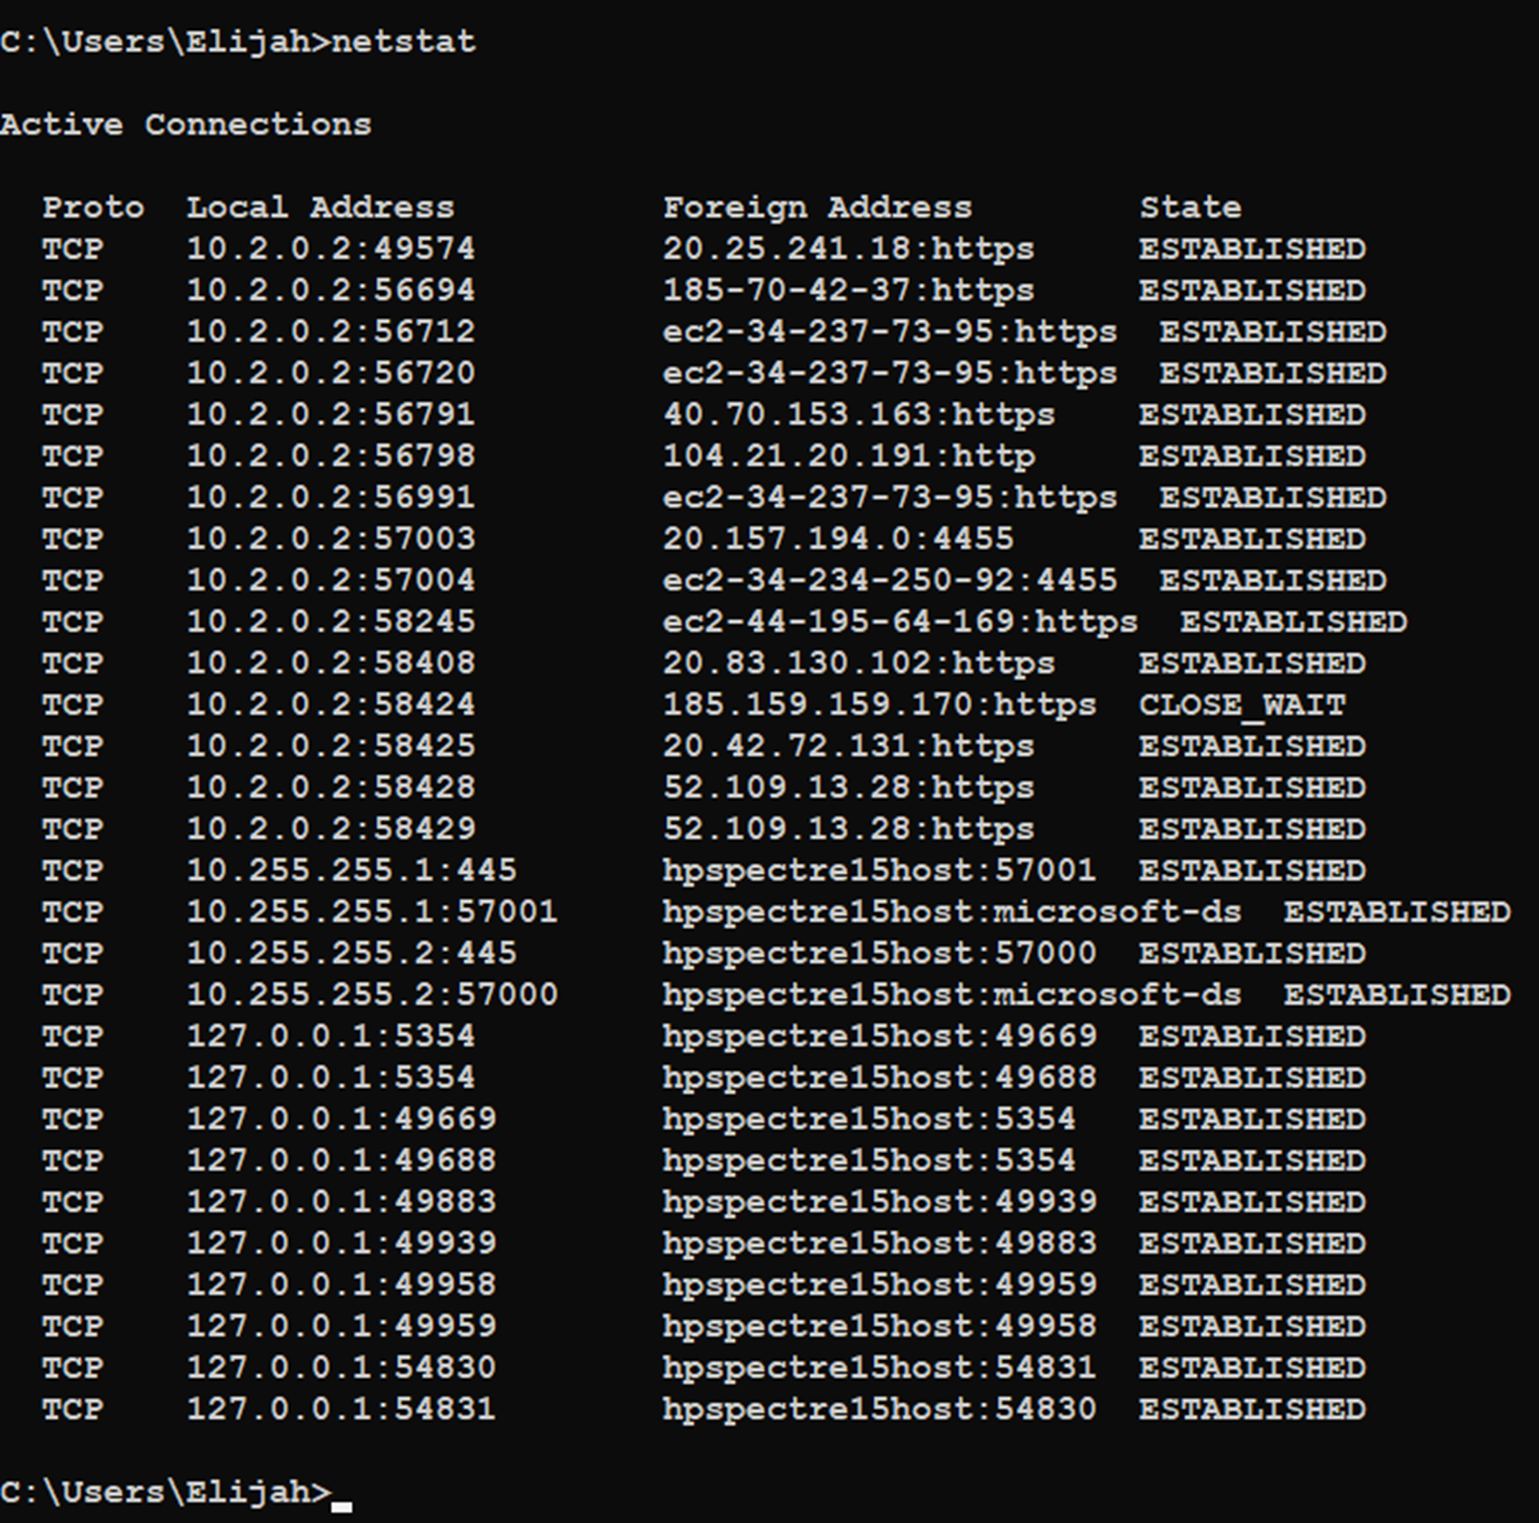 C:\Users\Elijah>netstat
Active Connections
Proto  Local Address          Foreign Address        State
TCP    10.2.0.2:49574         20.25.241.18:https     ESTABLISHED
TCP    10.2.0.2:56694         185-70-42-37:https     ESTABLISHED
TCP    10.2.0.2:56712         ec2-34-237-73-95:https  ESTABLISHED
TCP    10.2.0.2:56720         ec2-34-237-73-95:https  ESTABLISHED
TCP    10.2.0.2:56791         40.70.153.163:https    ESTABLISHED
TCP    10.2.0.2:56798         104.21.20.191:http     ESTABLISHED
TCP    10.2.0.2:56991         ec2-34-237-73-95:https  ESTABLISHED
TCP    10.2.0.2:57003         20.157.194.0:4455      ESTABLISHED
TCP    10.2.0.2:57004         ec2-34-234-250-92:4455  ESTABLISHED
TCP    10.2.0.2:58245         ec2-44-195-64-169:https  ESTABLISHED
TCP    10.2.0.2:58408         20.83.130.102:https    ESTABLISHED
TCP    10.2.0.2:58424         185.159.159.170:https  CLOSE_WAIT
TCP    10.2.0.2:58425         20.42.72.131:https     ESTABLISHED
TCP    10.2.0.2:58428         52.109.13.28:https     ESTABLISHED
TCP    10.2.0.2:58429         52.109.13.28:https     ESTABLISHED
TCP    10.255.255.1:445       hpspectre15host:57001  ESTABLISHED
TCP    10.255.255.1:57001     hpspectre15host:microsoft-ds  ESTABLISHED
TCP    10.255.255.2:445       hpspectre15host:57000  ESTABLISHED
TCP    10.255.255.2:57000     hpspectre15host:microsoft-ds  ESTABLISHED
TCP    127.0.0.1:5354         hpspectre15host:49669  ESTABLISHED
TCP    127.0.0.1:5354         hpspectre15host:49688  ESTABLISHED
TCP    127.0.0.1:49669        hpspectre15host:5354   ESTABLISHED
TCP    127.0.0.1:49688        hpspectre15host:5354   ESTABLISHED
TCP    127.0.0.1:49883        hpspectre15host:49939  ESTABLISHED
TCP    127.0.0.1:49939        hpspectre15host:49883  ESTABLISHED
TCP    127.0.0.1:49958        hpspectre15host:49959  ESTABLISHED
TCP    127.0.0.1:49959        hpspectre15host:49958  ESTABLISHED
TCP    127.0.0.1:54830        hpspectre15host:54831  ESTABLISHED
TCP    127.0.0.1:54831        hpspectre15host:54830  ESTABLISHED
C:\Users\Elijah>